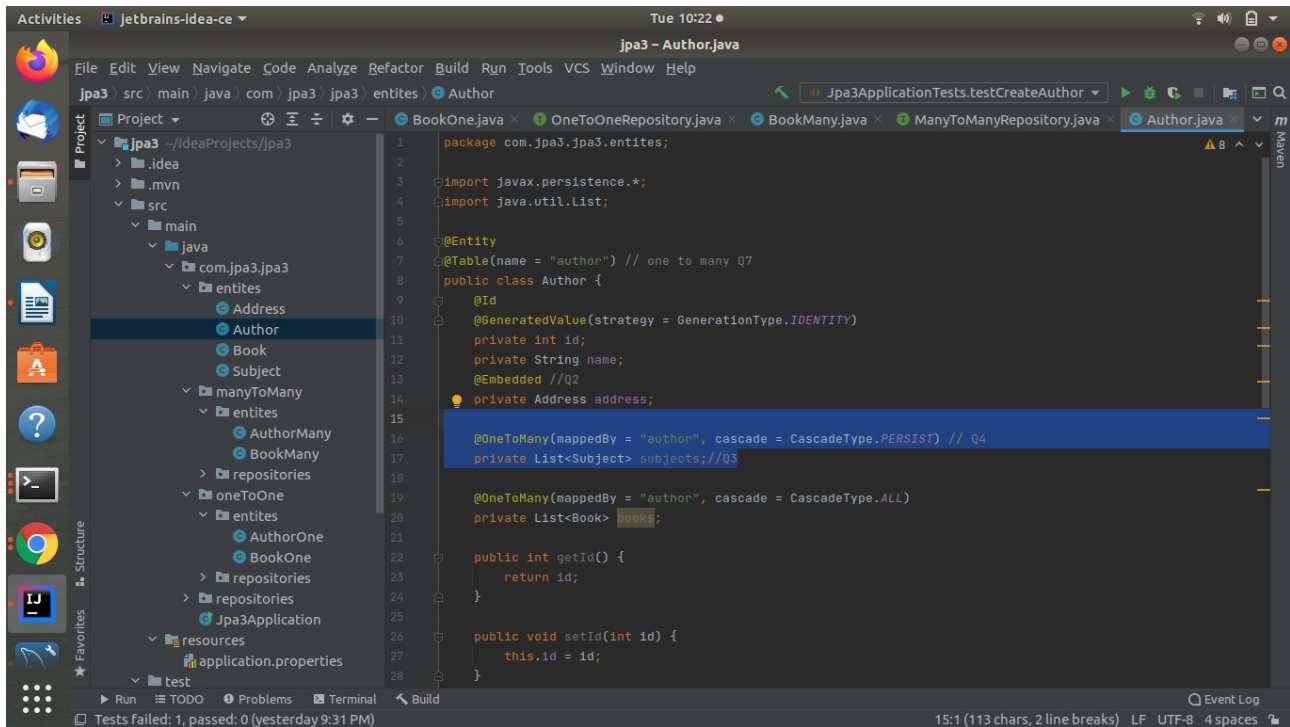 Activities jetbrains-idea-ce Tue 10:22
jpa3 – Author.java
File Edit View Navigate Code Analyze Refactor Build Run Tools VCS Window Help
jpa3 src main java com jpa3 jpa3 entites Author Jpa3ApplicationTests.testCreateAuthor
Project BookOne.java OneToOneRepository.java BookMany.java ManyToManyRepository.java Author.java
Project
Structure
Favorites
m Maven
jpa3 ~/IdeaProjects/jpa3
.idea
.mvn
src
main
java
com.jpa3.jpa3
entites
Address
Author
Book
Subject
manyToMany
entites
AuthorMany
BookMany
repositories
oneToOne
entites
AuthorOne
BookOne
repositories
repositories
Jpa3Application
resources
application.properties
test
8
1 package com.jpa3.jpa3.entites;
2
3 import javax.persistence.*;
4 import java.util.List;
5
6 @Entity
7 @Table(name = "author") // one to many Q7
8 public class Author {
9 @Id
10 @GeneratedValue(strategy = GenerationType.IDENTITY)
11 private int id;
12 private String name;
13 @Embedded //Q2
14 private Address address;
15
16 @OneToMany(mappedBy = "author", cascade = CascadeType.PERSIST) // Q4
17 private List<Subject> subjects;//Q3
18
19 @OneToMany(mappedBy = "author", cascade = CascadeType.ALL)
20 private List<Book> books;
21
22 public int getId() {
23 return id;
24 }
25
26 public void setId(int id) {
27 this.id = id;
28 }
Run TODO Problems Terminal Build Event Log
Tests failed: 1, passed: 0 (yesterday 9:31 PM) 15:1 (113 chars, 2 line breaks) LF UTF-8 4 spaces